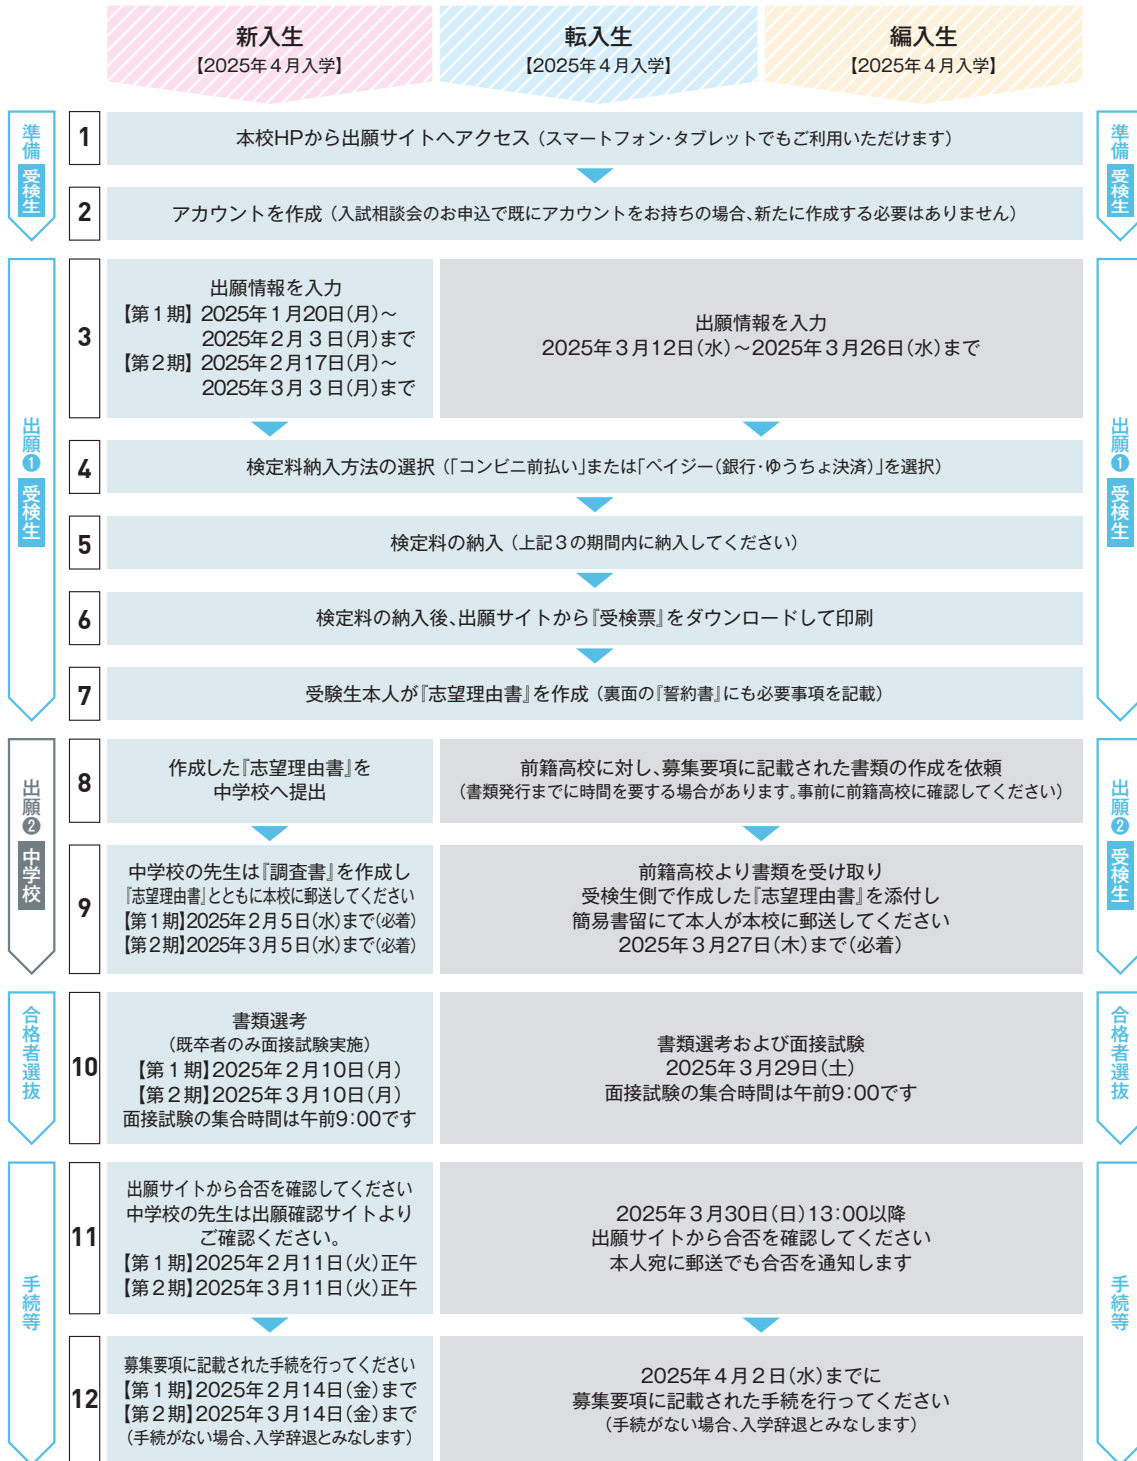 新入生
【2025年4月入学】
転入生
【2025年4月入学】
編入生
【2025年4月入学】
準備 受検生
準備 受検生
1
本校HPから出願サイトへアクセス（スマートフォン・タブレットでもご利用いただけます）
2
アカウントを作成（入試相談会のお申込で既にアカウントをお持ちの場合、新たに作成する必要はありません）
出願❶ 受検生
出願❶ 受検生
3
出願情報を入力
【第1期】2025年1月20日（月）～
2025年2月3日（月）まで
【第2期】2025年2月17日（月）～
2025年3月3日（月）まで
出願情報を入力
2025年3月12日（水）～2025年3月26日（水）まで
4
検定料納入方法の選択（「コンビニ前払い」または「ペイジー（銀行・ゆうちょ決済）」を選択）
5
検定料の納入（上記3の期間内に納入してください）
6
検定料の納入後、出願サイトから『受検票』をダウンロードして印刷
7
受験生本人が『志望理由書』を作成（裏面の『誓約書』にも必要事項を記載）
出願❷ 中学校
出願❷ 受検生
8
作成した『志望理由書』を
中学校へ提出
前籍高校に対し、募集要項に記載された書類の作成を依頼
（書類発行までに時間を要する場合があります。事前に前籍高校に確認してください）
9
中学校の先生は『調査書』を作成し
『志望理由書』とともに本校に郵送してください
【第1期】2025年2月5日（水）まで（必着）
【第2期】2025年3月5日（水）まで（必着）
前籍高校より書類を受け取り
受検生側で作成した『志望理由書』を添付し
簡易書留にて本人が本校に郵送してください
2025年3月27日（木）まで（必着）
合格者選抜
合格者選抜
10
書類選考
（既卒者のみ面接試験実施）
【第1期】2025年2月10日（月）
【第2期】2025年3月10日（月）
面接試験の集合時間は午前9：00です
書類選考および面接試験
2025年3月29日（土）
面接試験の集合時間は午前9：00です
手続等
手続等
11
出願サイトから合否を確認してください
中学校の先生は出願確認サイトより
ご確認ください。
【第1期】2025年2月11日（火）正午
【第2期】2025年3月11日（火）正午
2025年3月30日（日）13：00以降
出願サイトから合否を確認してください
本人宛に郵送でも合否を通知します
12
募集要項に記載された手続を行ってください
【第1期】2025年2月14日（金）まで
【第2期】2025年3月14日（金）まで
（手続がない場合、入学辞退とみなします）
2025年4月2日（水）までに
募集要項に記載された手続を行ってください
（手続がない場合、入学辞退とみなします）